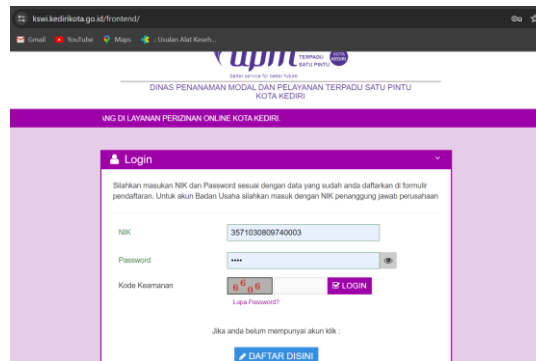 kswi.kedirikota.go.id/frontend/
Gmail YouTube Maps : Usulan Alat Keseh...
TERPADU
SATU PINTU
KOTA
KEDIRI
better service for better future
DINAS PENANAMAN MODAL DAN PELAYANAN TERPADU SATU PINTU
KOTA KEDIRI
ANG DI LAYANAN PERIZINAN ONLINE KOTA KEDIRI.
Login
Silahkan masukan NIK dan Password sesuai dengan data yang sudah anda daftarkan di formulir
pendaftaran. Untuk akun Badan Usaha silahkan masuk dengan NIK penanggung jawab perusahaan
NIK 3571030809740003
Password ••••
Kode Keamanan 6606 LOGIN
Lupa Password?
Jika anda belum mempunyai akun klik :
DAFTAR DISINI